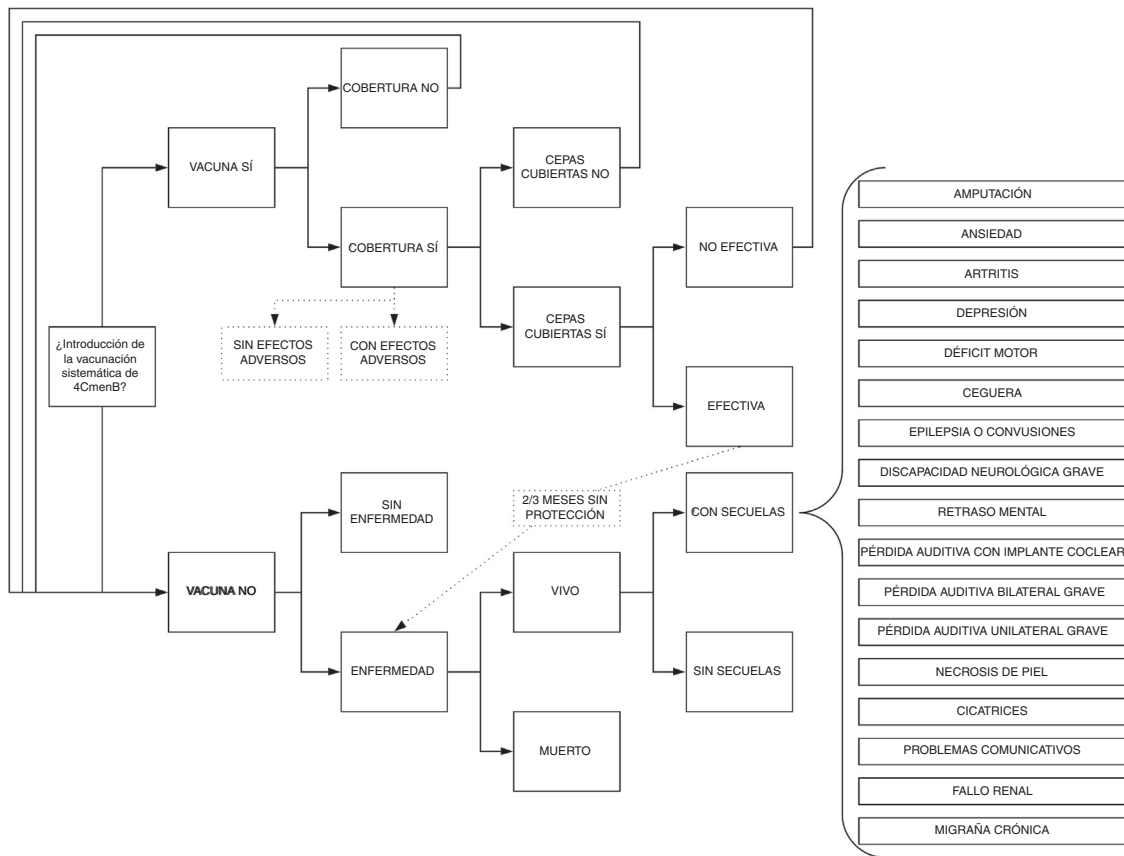 COBERTURA NO
VACUNA SÍ
CEPAS
CUBIERTAS NO
COBERTURA SÍ
NO EFECTIVA
SIN EFECTOS
ADVERSOS
CON EFECTOS
ADVERSOS
CEPAS
CUBIERTAS SÍ
¿Introducción de
la vacunación
sistemática de
4CmenB?
EFECTIVA
2/3 MESES SIN
PROTECCIÓN
SIN
ENFERMEDAD
CON SECUELAS
VACUNA NO
VIVO
ENFERMEDAD
SIN SECUELAS
MUERTO
AMPUTACIÓN
ANSIEDAD
ARTRITIS
DEPRESIÓN
DÉFICIT MOTOR
CEGUERA
EPILEPSIA O CONVUSIONES
DISCAPACIDAD NEUROLÓGICA GRAVE
RETRASO MENTAL
PÉRDIDA AUDITIVA CON IMPLANTE COCLEAR
PÉRDIDA AUDITIVA BILATERAL GRAVE
PÉRDIDA AUDITIVA UNILATERAL GRAVE
NECROSIS DE PIEL
CICATRICES
PROBLEMAS COMUNICATIVOS
FALLO RENAL
MIGRAÑA CRÓNICA